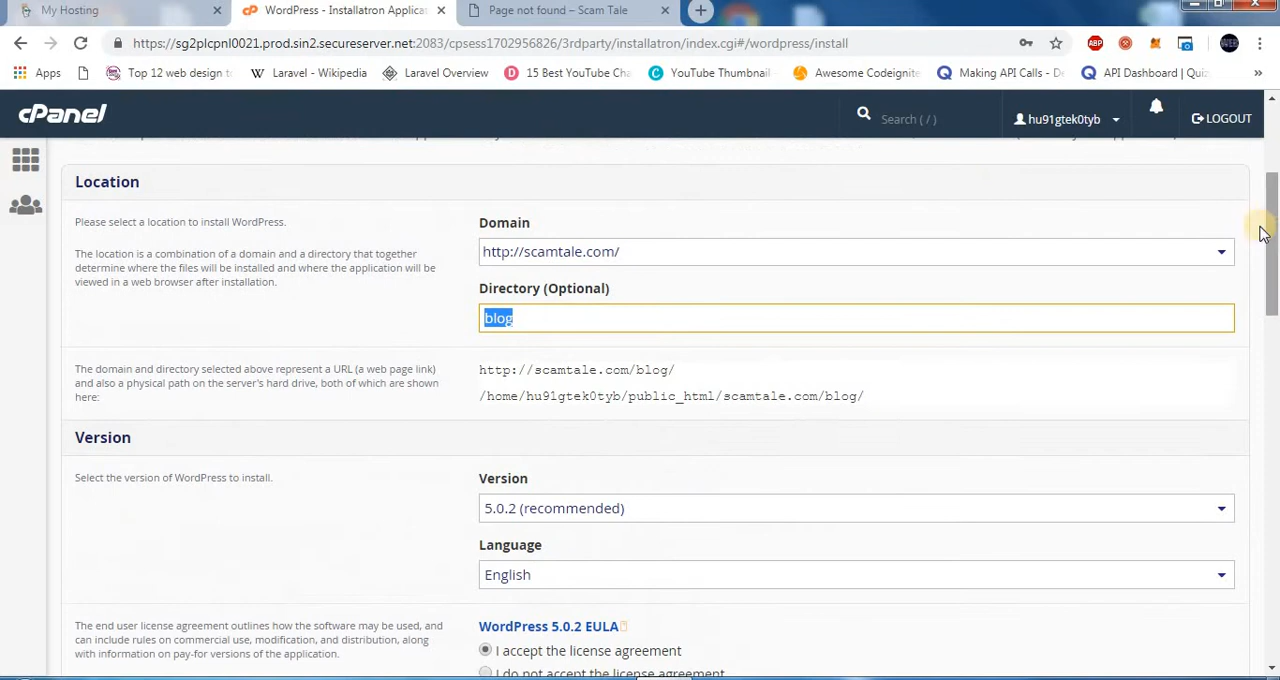 My Hosting
WordPress - Installatron Applicat
Page not found – Scam Tale
https://sg2plcpnl0021.prod.sin2.secureserver.net:2083/cpsess1702966826/3rdparty/installatron/index.cgi#/wordpress/install
Apps
Top 12 web design t
Laravel - Wikipedia
Laravel Overview
15 Best YouTube Cha
YouTube Thumbnail
Awesome Codeignite
Making API Calls - D
API Dashboard | Quiz
cPanel
Search ( / )
hu91gtek0tyb
LOGOUT
Location
Please select a location to install WordPress.
The location is a combination of a domain and a directory that together
determine where the files will be installed and where the application will be
viewed in a web browser after installation.
Domain
http://scamtale.com/
Directory (Optional)
blog
The domain and directory selected above represent a URL (a web page link)
and also a physical path on the server's hard drive, both of which are shown
here:
http://scamtale.com/blog/
/home/hu91gtek0tyb/public_html/scamtale.com/blog/
Version
Select the version of WordPress to install.
Version
5.0.2 (recommended)
Language
English
The end user license agreement outlines how the software may be used, and
can include rules on commercial use, modification, and distribution, along
with information on pay-for versions of the application.
WordPress 5.0.2 EULA
I accept the license agreement
I do not accept the license agreement